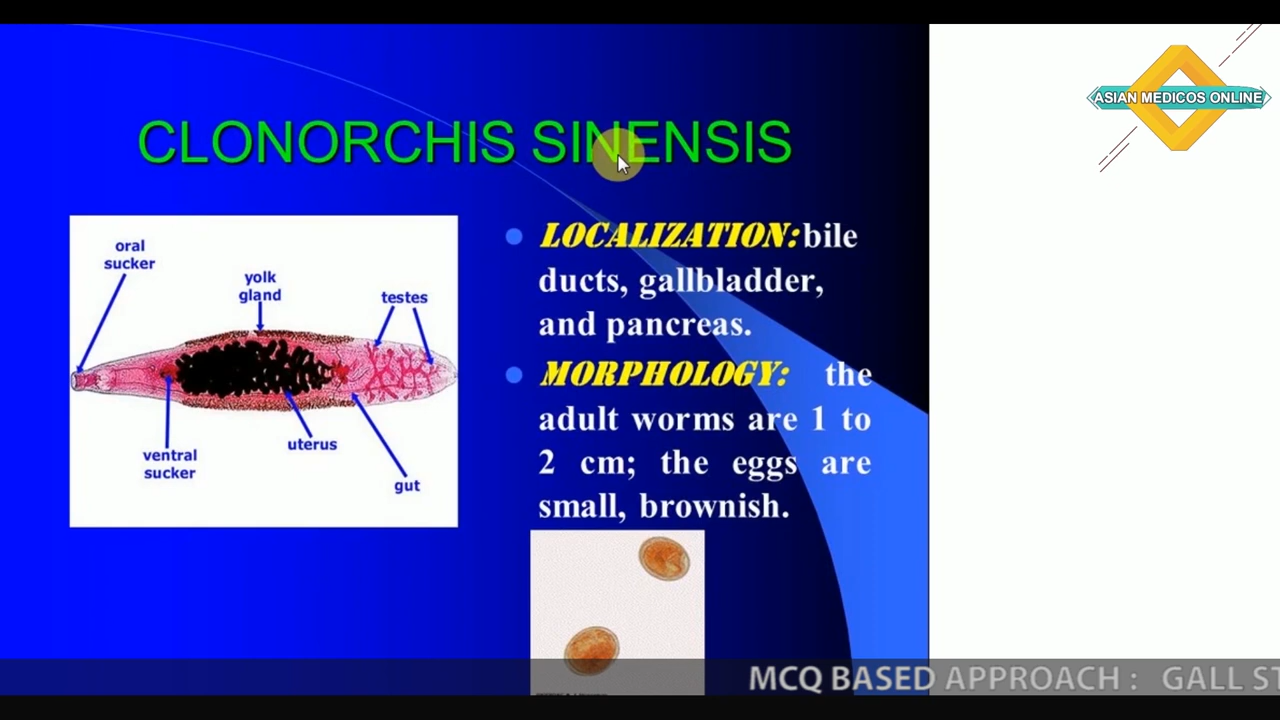 ASIAN MEDICOS ONLINE
CLONORCHIS SINENSIS
oral
sucker
yolk
gland
testes
ventral
sucker
uterus
gut
LOCALIZATION: bile
ducts, gallbladder,
and pancreas.
MORPHOLOGY: the
adult worms are 1 to
2 cm; the eggs are
small, brownish.
MCQ BASED APPROACH : GALL ST